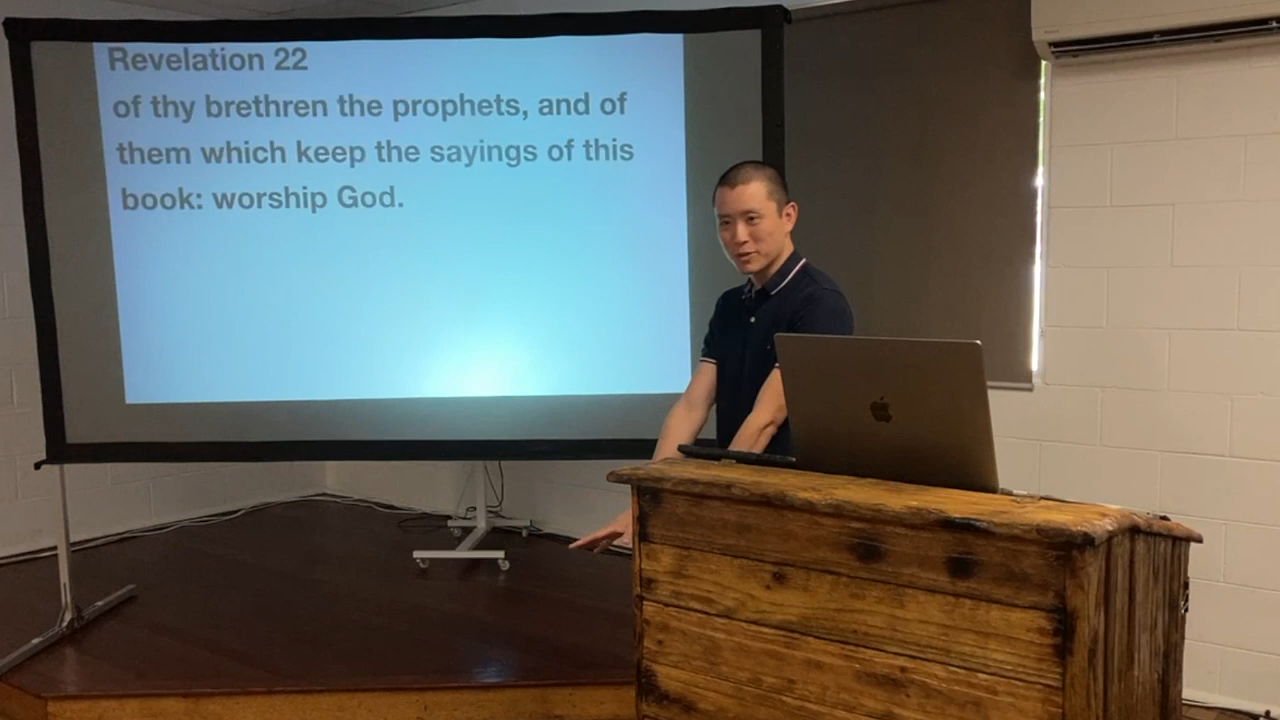 Revelation 22
of thy brethren the prophets, and of
them which keep the sayings of this
book: worship God.